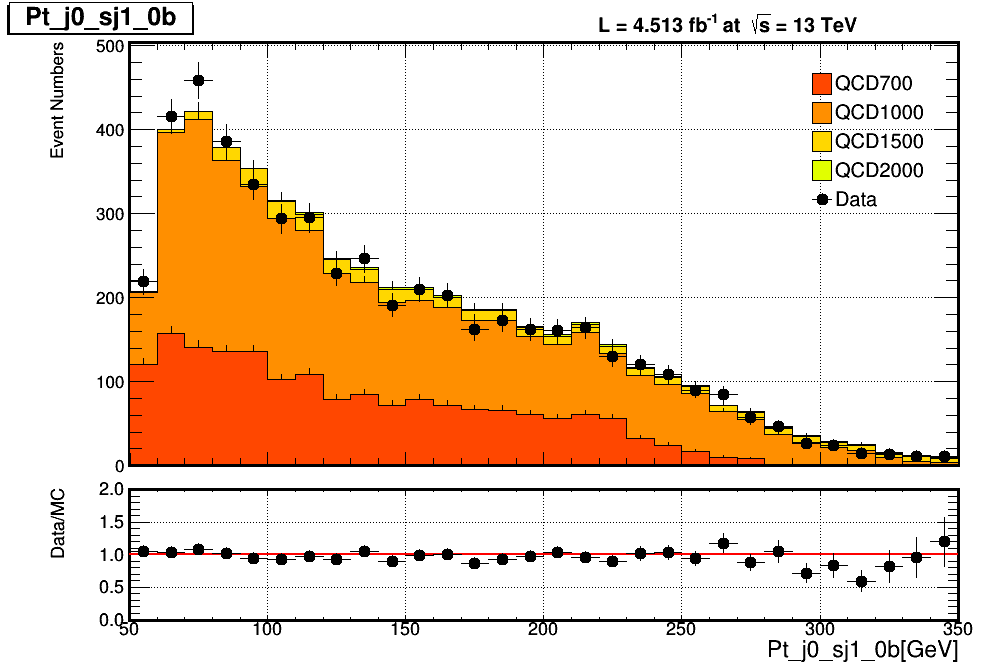 Pt_j0_sj1_0b
L = 4.513 fb⁻¹ at √s = 13 TeV
Event Numbers
500
400
300
200
100
0
QCD700
QCD1000
QCD1500
QCD2000
Data
Data/MC
2.0
1.5
1.0
0.5
0.0
50 100 150 200 250 300 350
Pt_j0_sj1_0b[GeV]